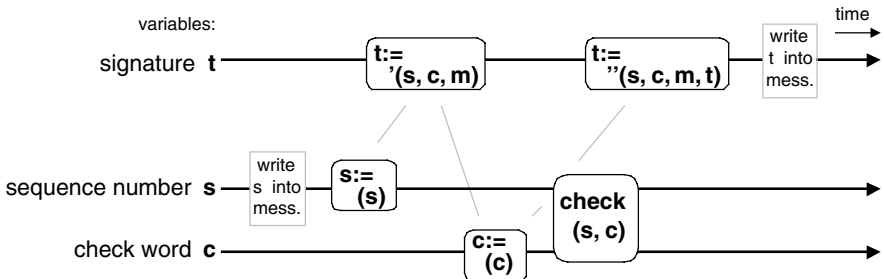 variables:
time
signature t
t:=
'(s, c, m)
t:=
''(s, c, m, t)
write
t into
mess.
sequence number s
write
s into
mess.
s:=
(s)
check
(s, c)
check word c
c:=
(c)